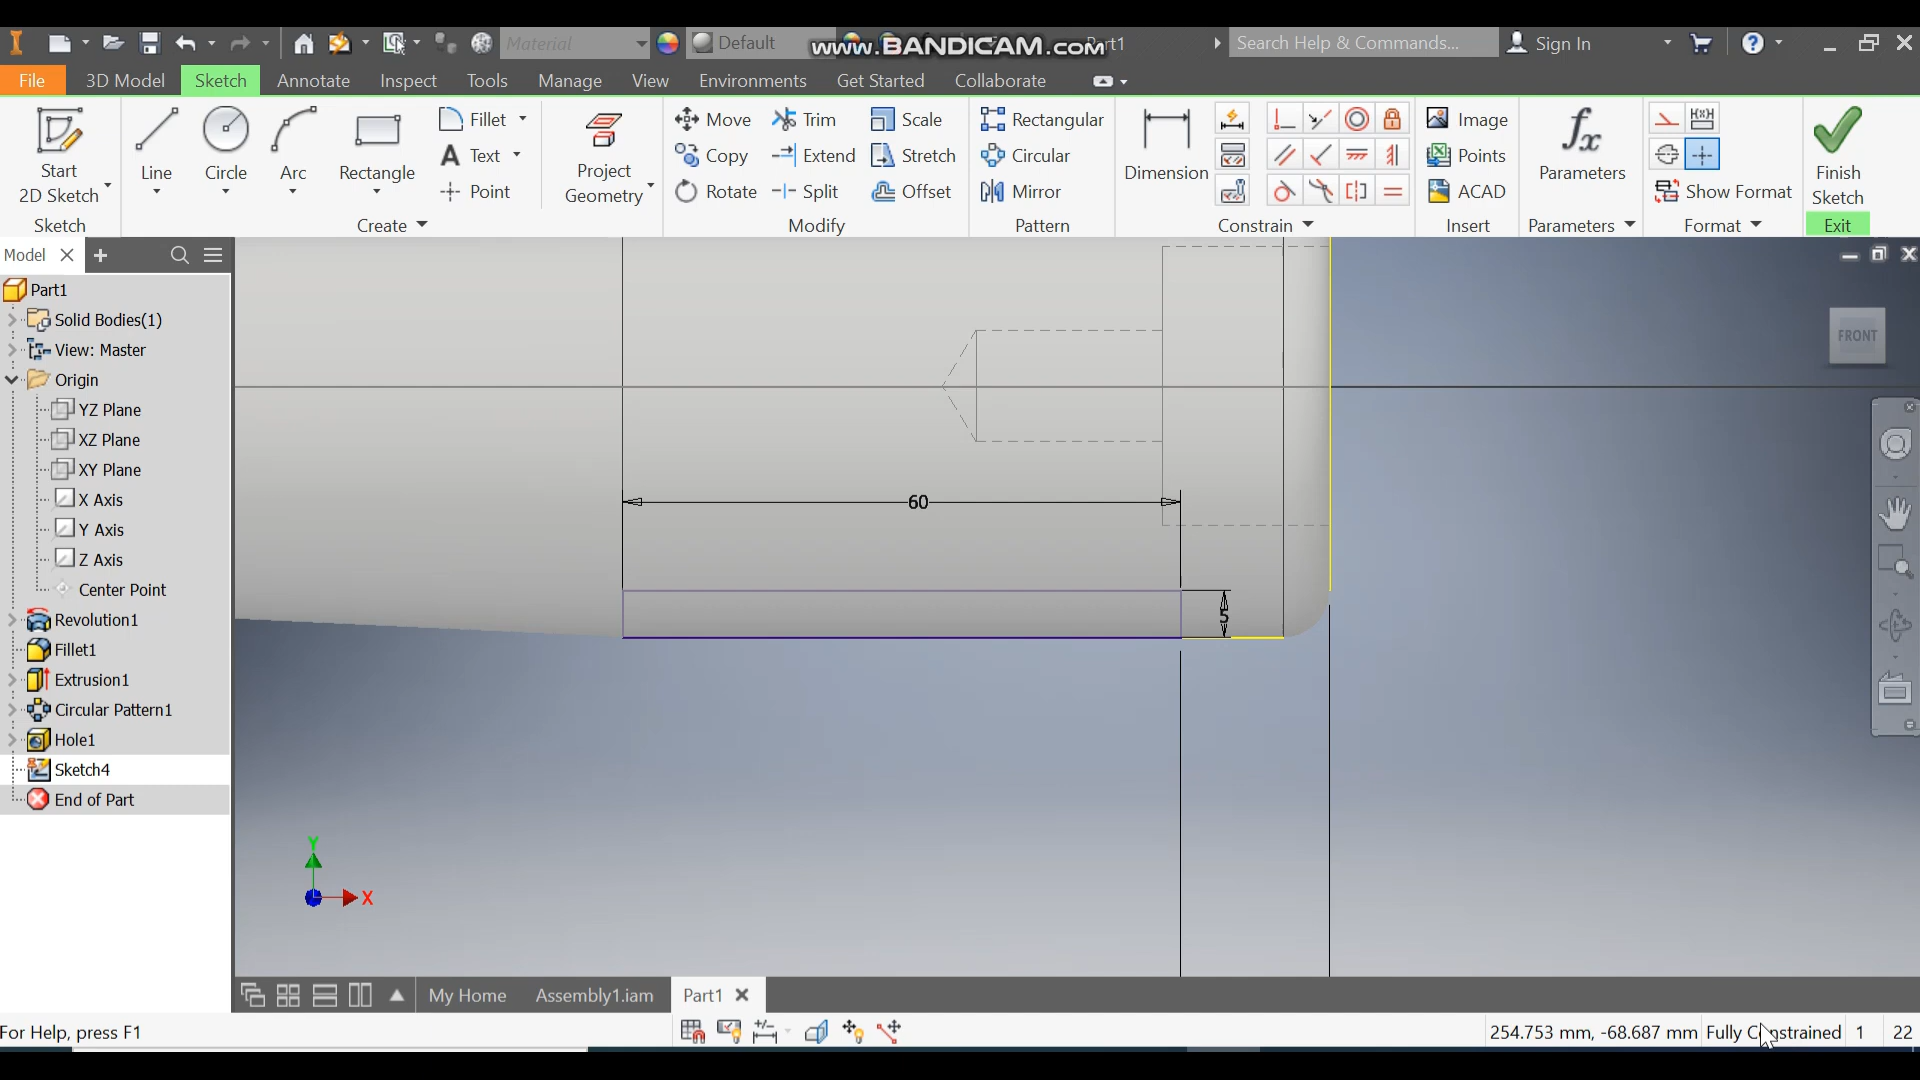 Material
Default
www.BANDICAM.com
Part1
Search Help & Commands...
Sign In
File
3D Model
Sketch
Annotate
Inspect
Tools
Manage
View
Environments
Get Started
Collaborate
Start
2D Sketch
Line
Circle
Arc
Rectangle
Fillet
Text
Point
Project
Geometry
Move
Copy
Rotate
Trim
Extend
Split
Scale
Stretch
Offset
Rectangular
Circular
Mirror
Dimension
Image
Points
ACAD
Parameters
Show Format
Finish
Sketch
Sketch
Create
Modify
Pattern
Constrain
Insert
Parameters
Format
Exit
Model
Part1
Solid Bodies(1)
View: Master
Origin
YZ Plane
XZ Plane
XY Plane
X Axis
Y Axis
Z Axis
Center Point
Revolution1
Fillet1
Extrusion1
Circular Pattern1
Hole1
Sketch4
End of Part
FRONT
60
5
Y
X
My Home
Assembly1.iam
Part1
For Help, press F1
254.753 mm, -68.687 mm
Fully Constrained
1
22